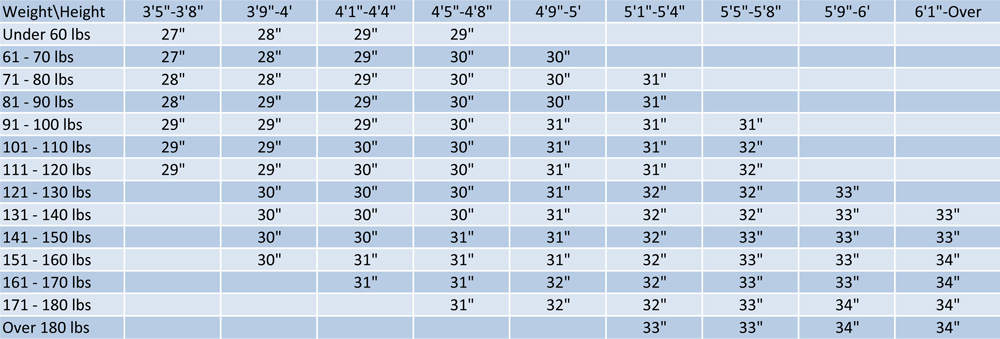 Weight\Height 3'5"-3'8" 3'9"-4' 4'1"-4'4" 4'5"-4'8" 4'9"-5' 5'1"-5'4" 5'5"-5'8" 5'9"-6' 6'1"-Over
Under 60 lbs 27" 28" 29" 29"
61 - 70 lbs 27" 28" 29" 30" 30"
71 - 80 lbs 28" 28" 29" 30" 30" 31"
81 - 90 lbs 28" 29" 29" 30" 30" 31"
91 - 100 lbs 29" 29" 29" 30" 31" 31" 31"
101 - 110 lbs 29" 29" 30" 30" 31" 31" 32"
111 - 120 lbs 29" 29" 30" 30" 31" 31" 32"
121 - 130 lbs 30" 30" 30" 31" 32" 32" 33"
131 - 140 lbs 30" 30" 30" 31" 32" 32" 33" 33"
141 - 150 lbs 30" 30" 31" 31" 32" 33" 33" 33"
151 - 160 lbs 30" 31" 31" 31" 32" 33" 33" 34"
161 - 170 lbs 31" 31" 32" 32" 33" 33" 34"
171 - 180 lbs 31" 32" 32" 33" 34" 34"
Over 180 lbs 33" 33" 34" 34"